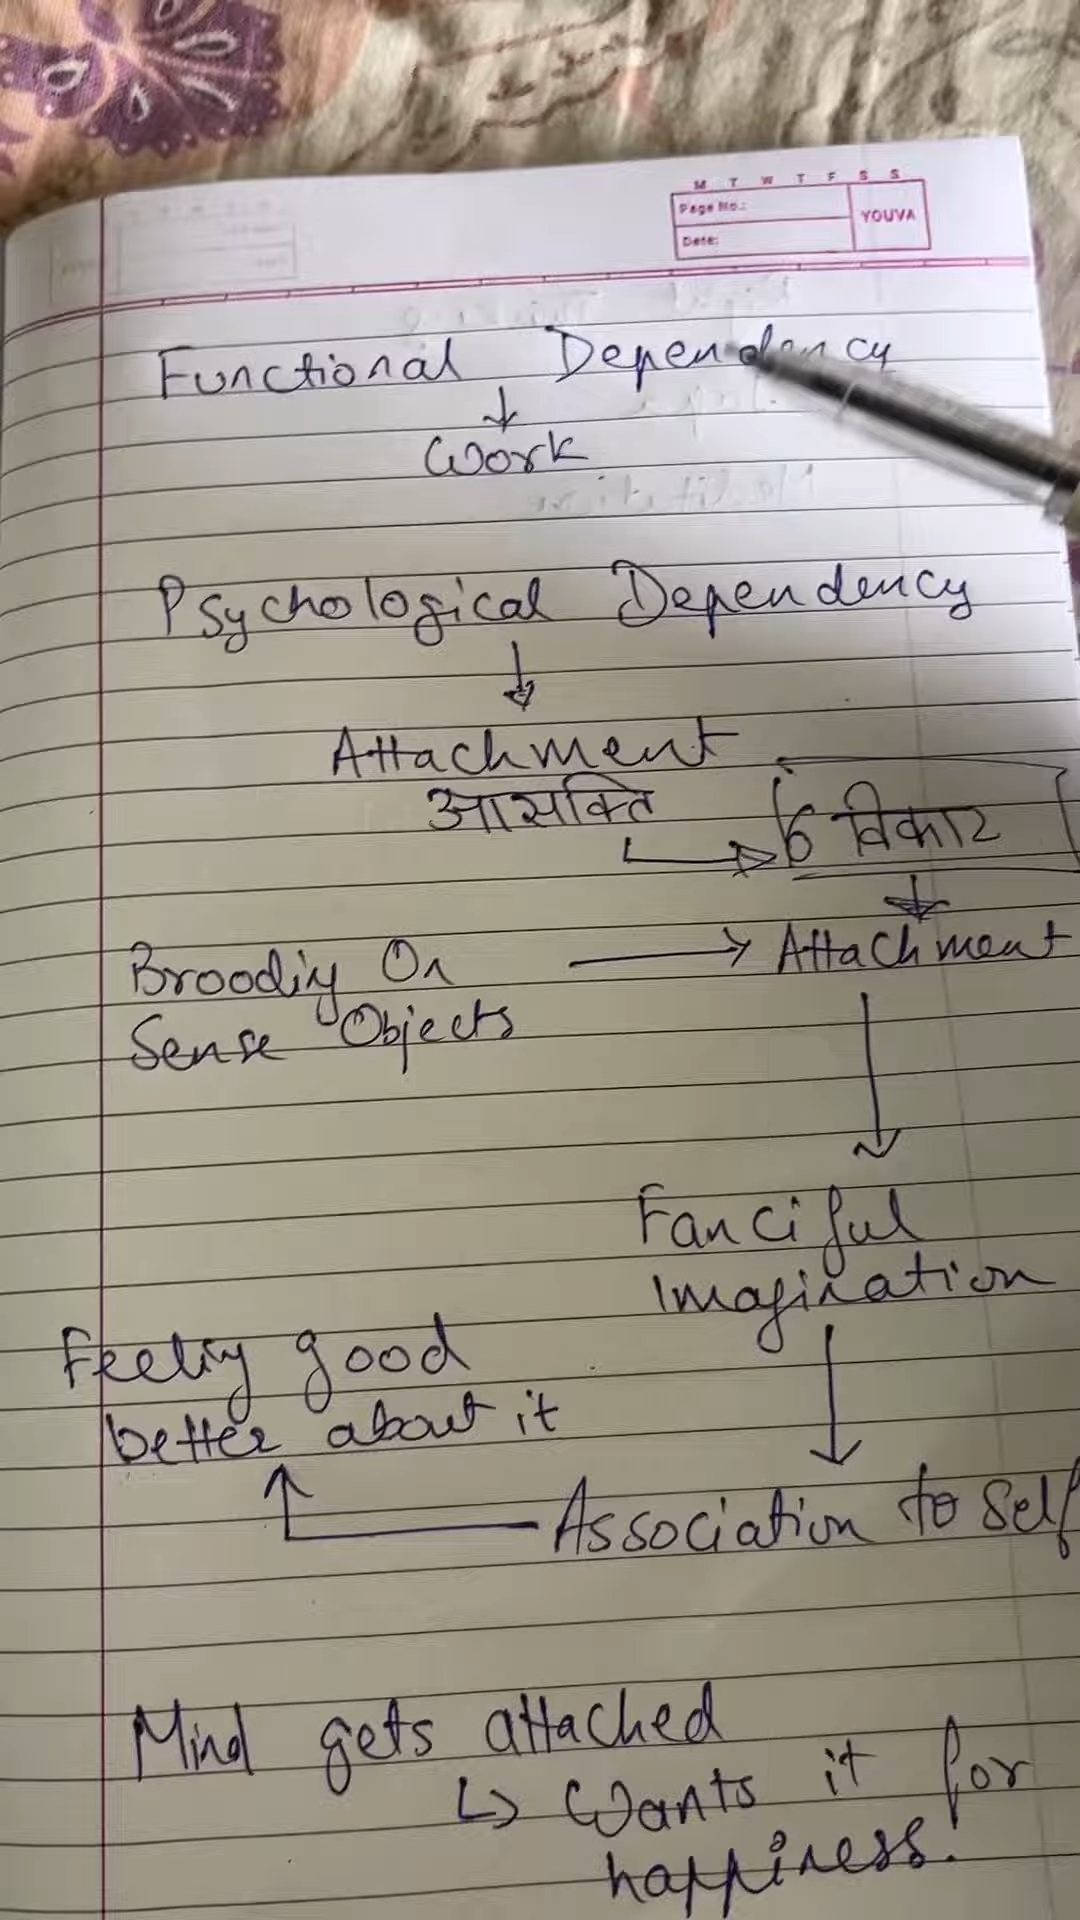 M T W T F S S
Page No.:
YOUVA
Date:
Functional Dependency
Work
Psychological Dependency
Attachment
आसक्ति
6 विकार
Brooding On
Sense Objects
Attachment
Fanciful
Imagination
Feeling good
better about it
Association to Self
Mind gets attached
Wants it for
happiness!